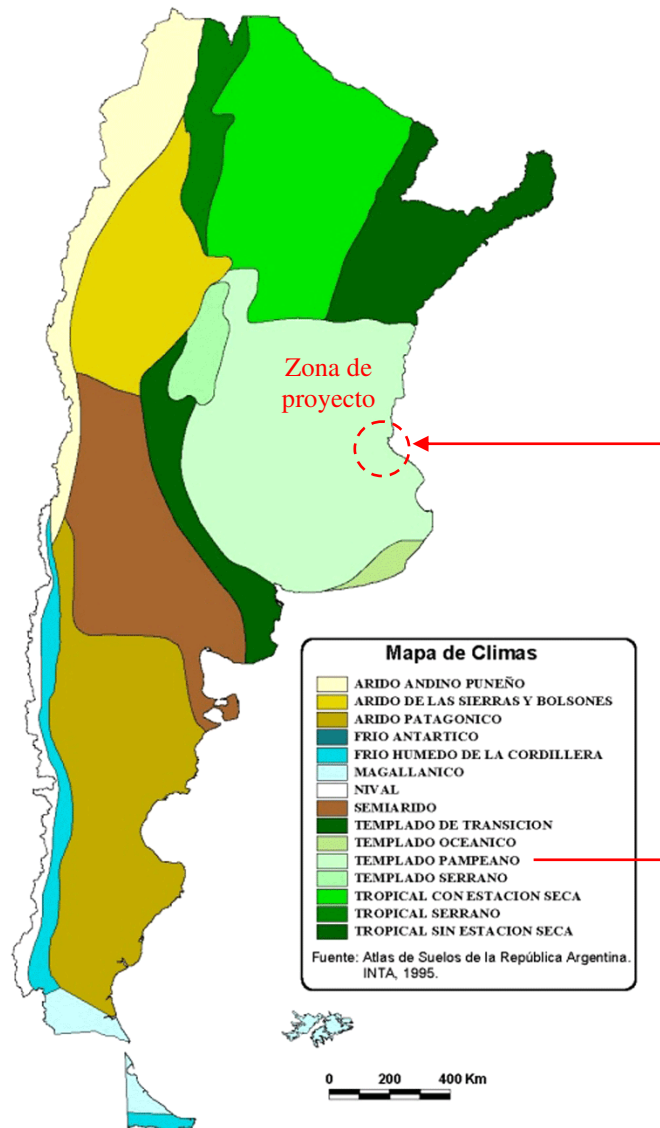 Zona de
proyecto
Mapa de Climas
ARIDO ANDINO PUNEÑO
ARIDO DE LAS SIERRAS Y BOLSONES
ARIDO PATAGONICO
FRIO ANTARTICO
FRIO HUMEDO DE LA CORDILLERA
MAGALLANICO
NIVAL
SEMIARIDO
TEMPLADO DE TRANSICION
TEMPLADO OCEANICO
TEMPLADO PAMPEANO
TEMPLADO SERRANO
TROPICAL CON ESTACION SECA
TROPICAL SERRANO
TROPICAL SIN ESTACION SECA
Fuente: Atlas de Suelos de la República Argentina.
INTA, 1995.
0 200 400 Km